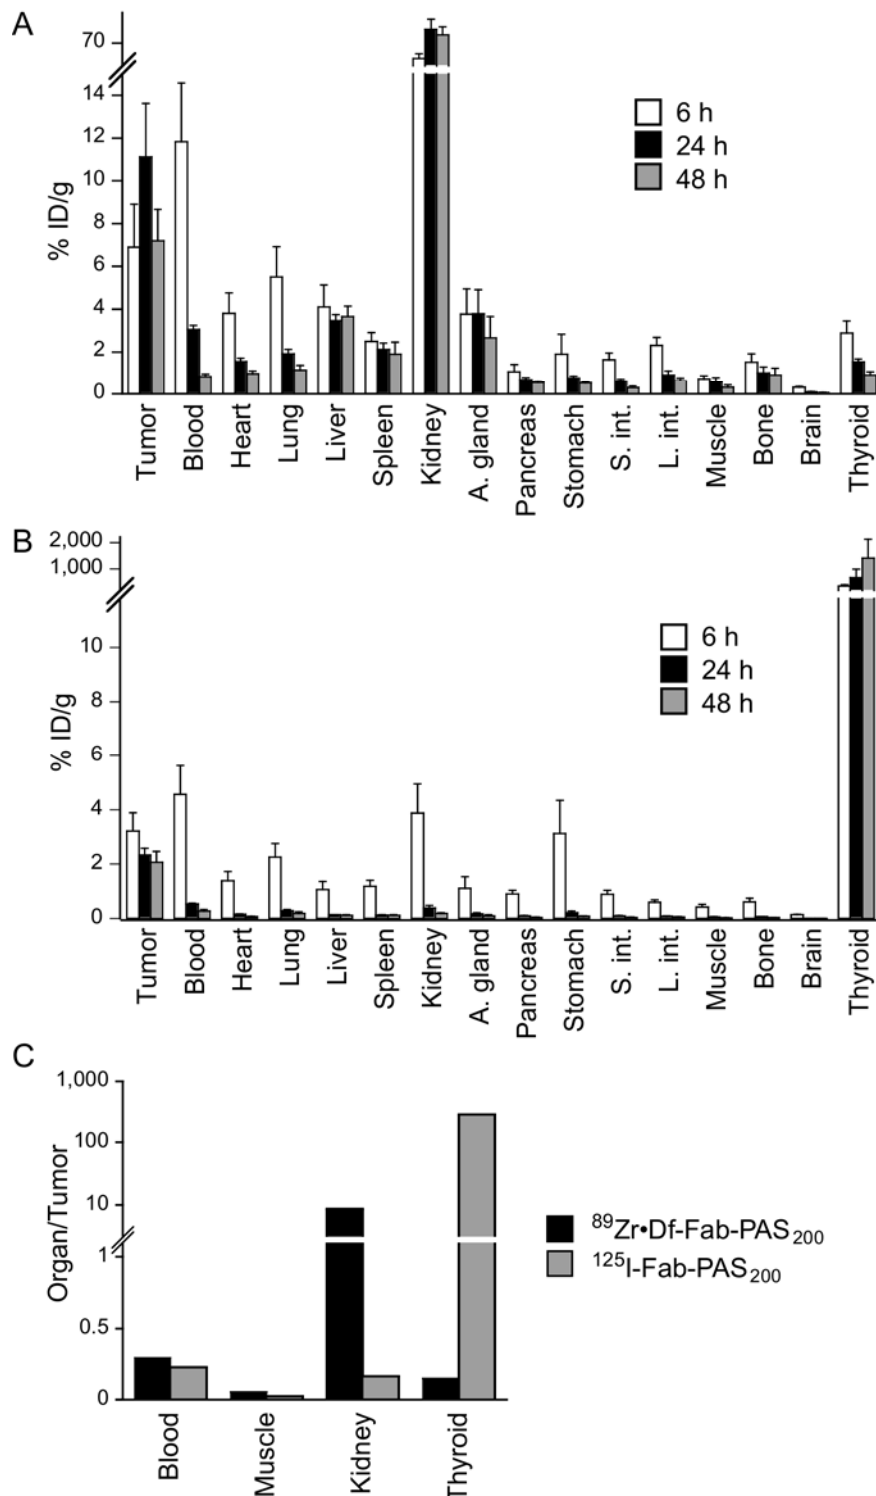 A
70
14
12
10
8
6
4
2
0
% ID/g
6 h
24 h
48 h
Tumor
Blood
Heart
Lung
Liver
Spleen
Kidney
A. gland
Pancreas
Stomach
S. int.
L. int.
Muscle
Bone
Brain
Thyroid
B
2,000
1,000
10
8
6
4
2
0
% ID/g
6 h
24 h
48 h
Tumor
Blood
Heart
Lung
Liver
Spleen
Kidney
A. gland
Pancreas
Stomach
S. int.
L. int.
Muscle
Bone
Brain
Thyroid
C
1,000
100
10
1
0.5
0
Organ/Tumor
⁸⁹Zr•Df-Fab-PAS₂₀₀
¹²⁵I-Fab-PAS₂₀₀
Blood
Muscle
Kidney
Thyroid